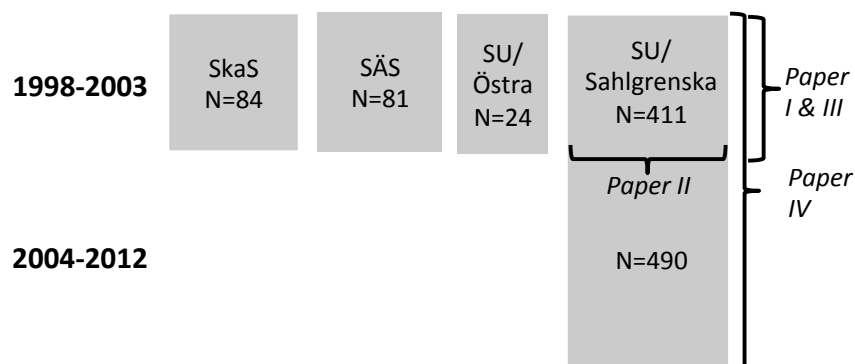 1998-2003
SkaS
N=84
SÄS
N=81
SU/
Östra
N=24
SU/
Sahlgrenska
N=411
Paper
I & III
Paper II
Paper
IV
2004-2012
N=490